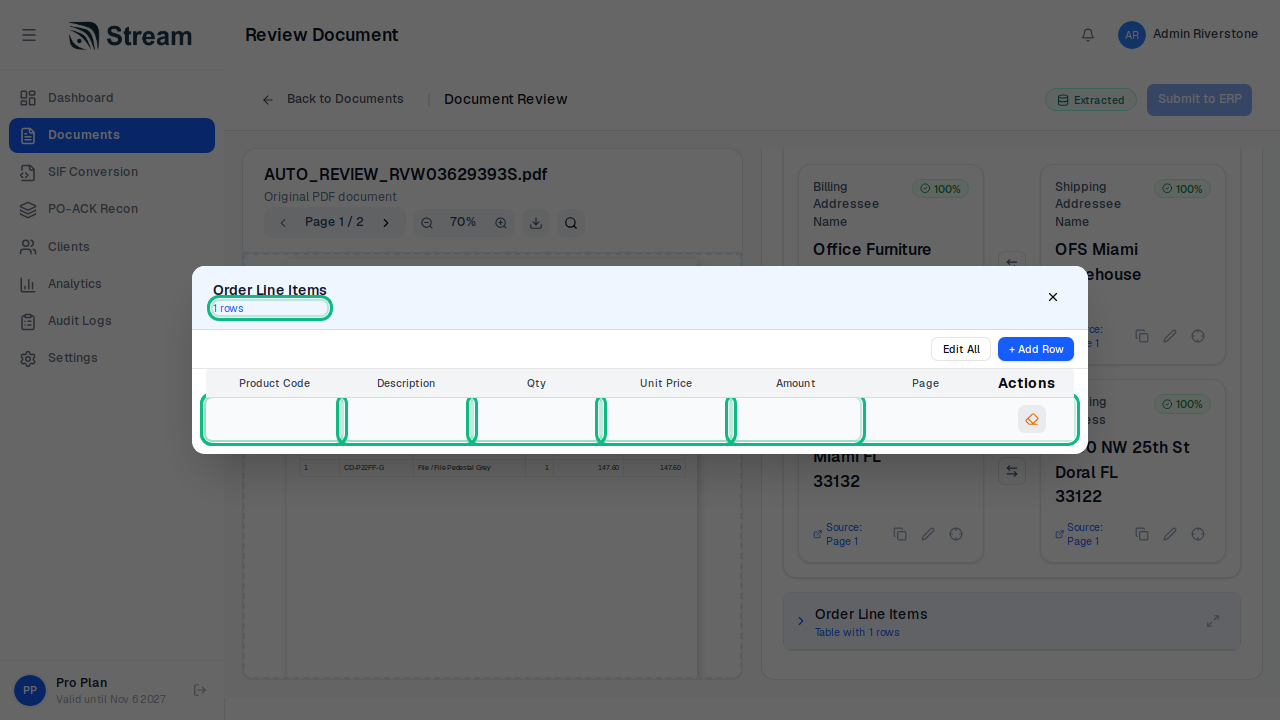 Stream
Review Document
AR
Admin Riverstone
Dashboard
Documents
SIF Conversion
PO-ACK Recon
Clients
Analytics
Audit Logs
Settings
PP
Pro Plan
Valid until Nov 6 2027
Back to Documents
Document Review
Extracted
Submit to ERP
AUTO_REVIEW_RVW03629393S.pdf
Original PDF document
Page 1 / 2
70%
Billing
Addressee
Name
100%
Office Furniture
Shipping
Addressee
Name
100%
OFS Miami
Order Line Items
1 rows
Edit All
+ Add Row
Product Code
Description
Qty
Unit Price
Amount
Page
Actions
1
CD-P22FF-G
File / File Pedestal Grey
1
147.60
147.60
Miami FL
33132
Source:
Page 1
100%
NW 25th St
Doral FL
33122
Source:
Page 1
Order Line Items
Table with 1 rows